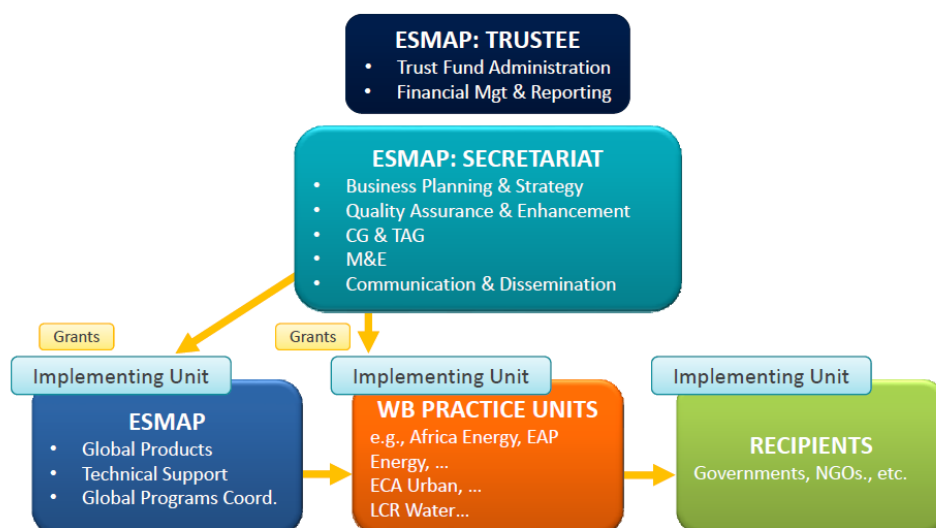 ESMAP: TRUSTEE
• Trust Fund Administration
• Financial Mgt & Reporting
ESMAP: SECRETARIAT
• Business Planning & Strategy
• Quality Assurance & Enhancement
• CG & TAG
• M&E
• Communication & Dissemination
Grants
Grants
Implementing Unit
ESMAP
• Global Products
• Technical Support
• Global Programs Coord.
Implementing Unit
WB PRACTICE UNITS
e.g., Africa Energy, EAP
Energy, ...
ECA Urban, ...
LCR Water...
Implementing Unit
RECIPIENTS
Governments, NGOs., etc.